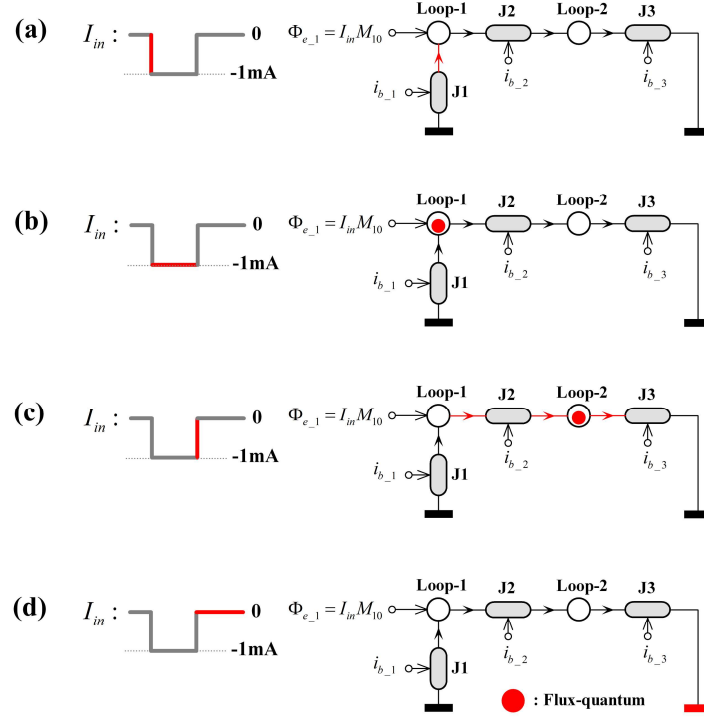 (a)
I_in :
0
-1mA
Φ_e_1 = I_in M_10
Loop-1
J2
Loop-2
J3
i_b_1
J1
i_b_2
i_b_3
(b)
I_in :
0
-1mA
Φ_e_1 = I_in M_10
Loop-1
J2
Loop-2
J3
i_b_1
J1
i_b_2
i_b_3
(c)
I_in :
0
-1mA
Φ_e_1 = I_in M_10
Loop-1
J2
Loop-2
J3
i_b_1
J1
i_b_2
i_b_3
(d)
I_in :
0
-1mA
Φ_e_1 = I_in M_10
Loop-1
J2
Loop-2
J3
i_b_1
J1
i_b_2
i_b_3
: Flux-quantum